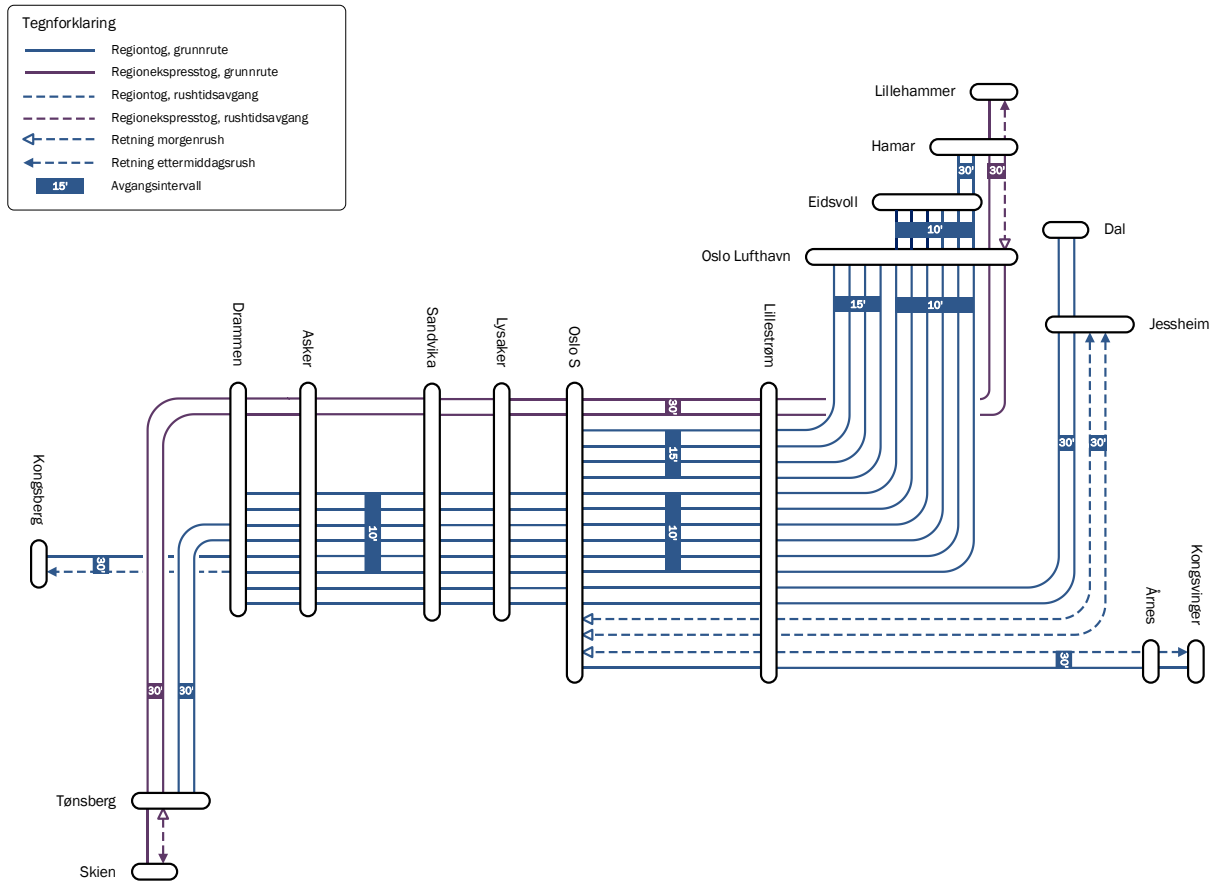 Tegnforklaring
Regiontog, grunnrute
Regionekspresstog, grunnrute
Regiontog, rushtidsavgang
Regionekspresstog, rushtidsavgang
Retning morgenrush
Retning ettermiddagsrush
15' Avgangsintervall
Lillehammer
Hamar
30' 30'
Eidsvoll
10'
Dal
Oslo Lufthavn
15' 10'
Jessheim
Drammen
Asker
Sandvika
Lysaker
Oslo S
Lillestrøm
30'
15'
30' 30'
Kongsberg
10'
10'
30'
Kongsvinger
Årnes
30'
30' 30'
Tønsberg
Skien